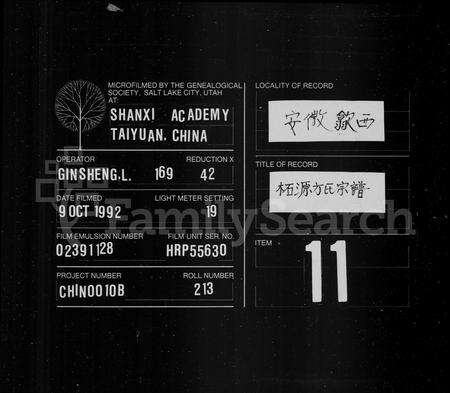 MICROFILMED BY THE GENEALOGICAL
SOCIETY, SALT LAKE CITY, UTAH
AT:
SHANXI ACADEMY
TAIYUAN. CHINA
OPERATOR
REDUCTION X
GINSHENG.L. 169 42
DATE FILMED
LIGHT METER SETTING
9 OCT 1992 19
FILM EMULSION NUMBER
FILM UNIT SER. NO.
02391128 HRP55630
PROJECT NUMBER
ROLL NUMBER
CHIN0010B 213
LOCALITY OF RECORD
安徽 歙西
TITLE OF RECORD
柘源方氏宗譜
ITEM
11
FamilySearch